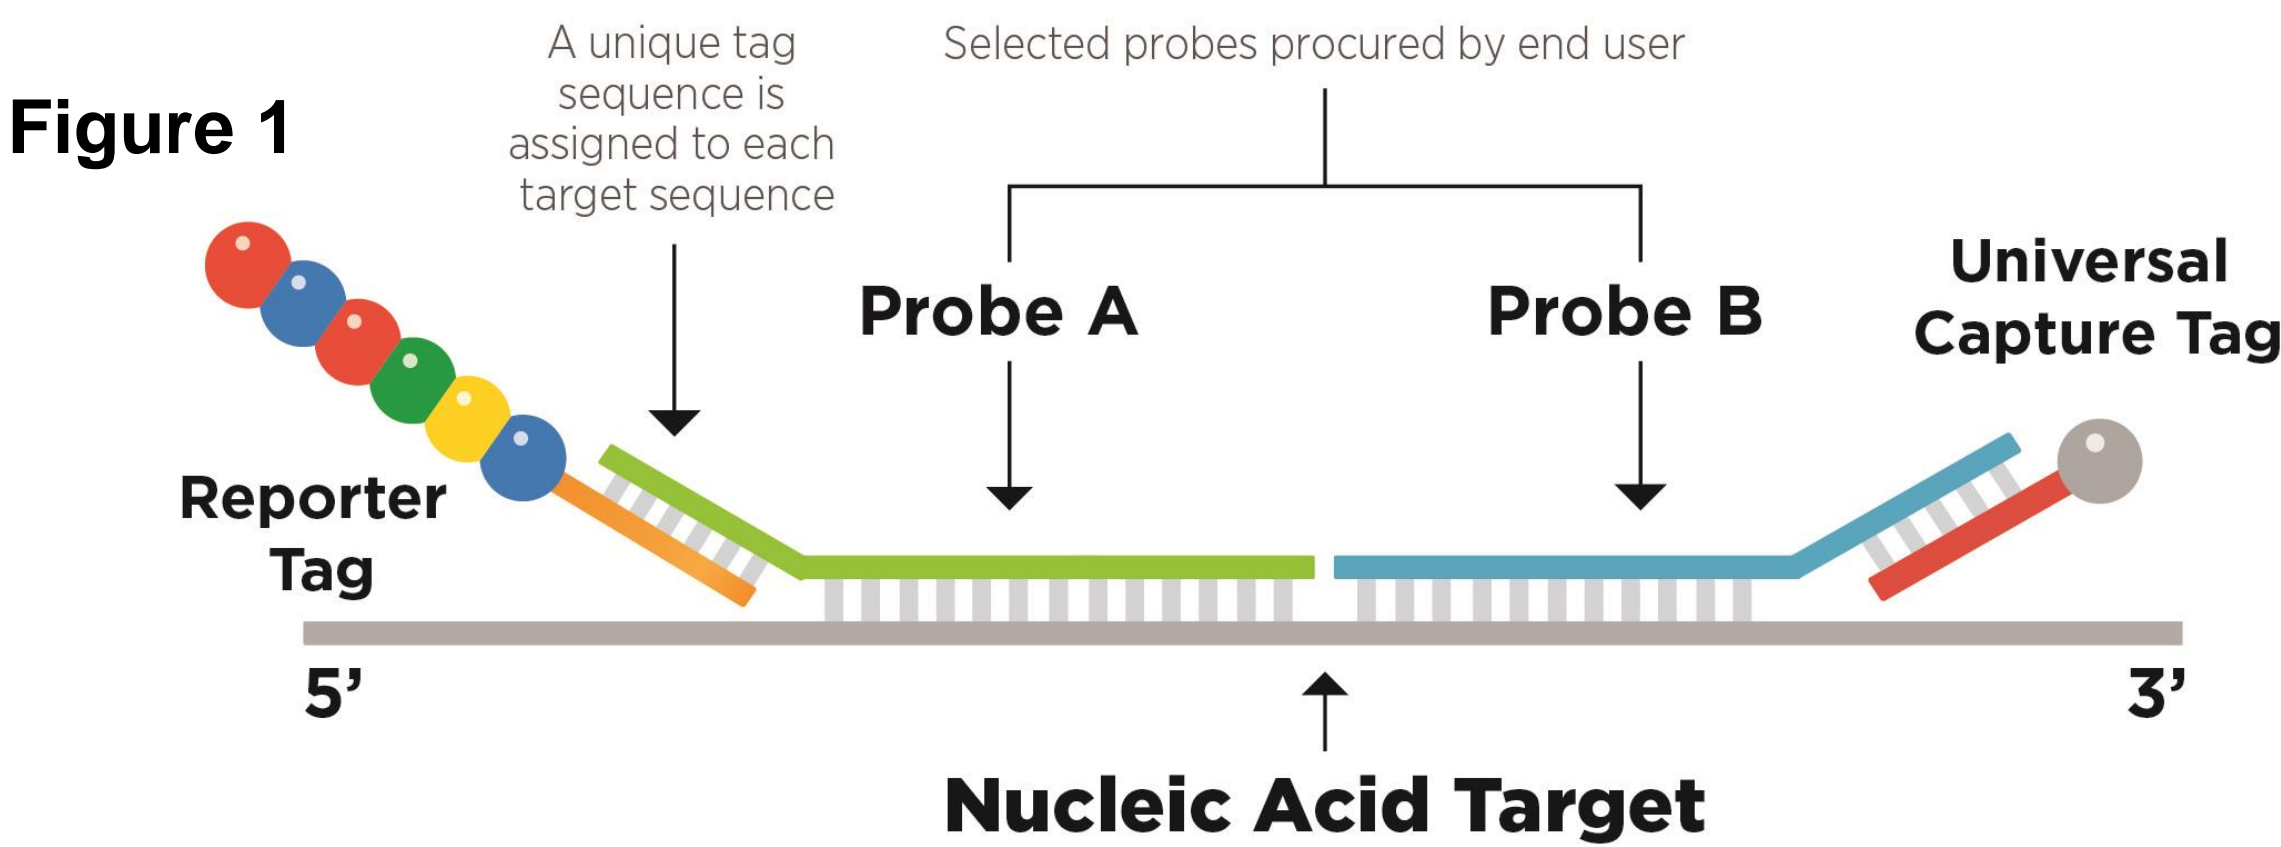 Figure 1
A unique tag
sequence is
assigned to each
target sequence
Selected probes procured by end user
Probe A
Probe B
Universal
Capture Tag
Reporter
Tag
5’
3’
Nucleic Acid Target